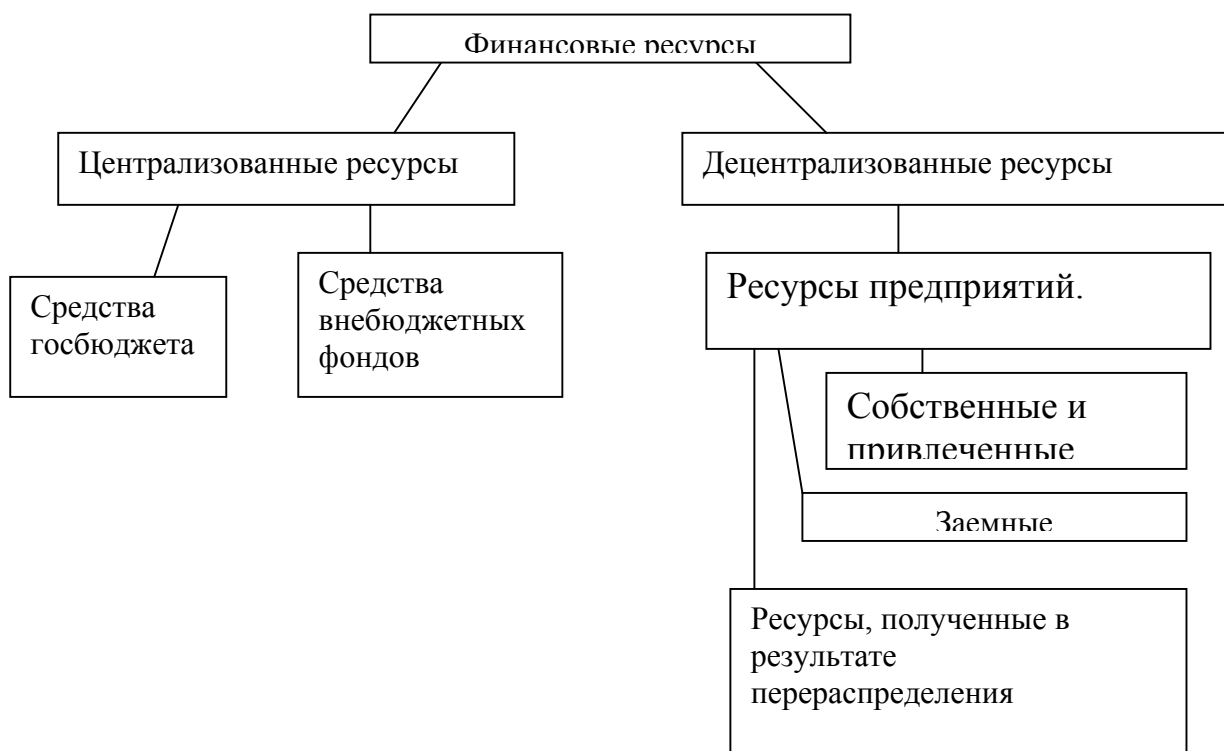 Финансовые ресурсы
Централизованные ресурсы
Децентрализованные ресурсы
Средства
госбюджета
Средства
внебюджетных
фондов
Ресурсы предприятий.
Собственные и
привлеченные
Заемные
Ресурсы, полученные в
результате
перераспределения